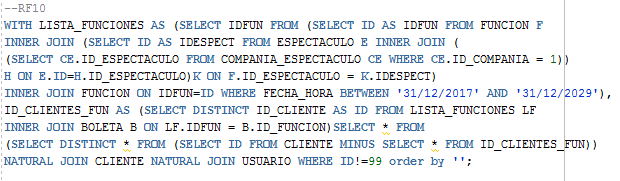 --RF10
WITH LISTA_FUNCIONES AS (SELECT IDFUN FROM (SELECT ID AS IDFUN FROM FUNCION F
INNER JOIN (SELECT ID AS IDESPECT FROM ESPECTACULO E INNER JOIN (
(SELECT CE.ID_ESPECTACULO FROM COMPANIA_ESPECTACULO CE WHERE CE.ID_COMPANIA = 1))
H ON E.ID=H.ID_ESPECTACULO)K ON F.ID_ESPECTACULO = K.IDESPECT)
INNER JOIN FUNCION ON IDFUN=ID WHERE FECHA_HORA BETWEEN '31/12/2017' AND '31/12/2029'),
ID_CLIENTES_FUN AS (SELECT DISTINCT ID_CLIENTE AS ID FROM LISTA_FUNCIONES LF
INNER JOIN BOLETA B ON LF.IDFUN = B.ID_FUNCION)SELECT * FROM
(SELECT DISTINCT * FROM (SELECT ID FROM CLIENTE MINUS SELECT * FROM ID_CLIENTES_FUN))
NATURAL JOIN CLIENTE NATURAL JOIN USUARIO WHERE ID!=99 order by '';